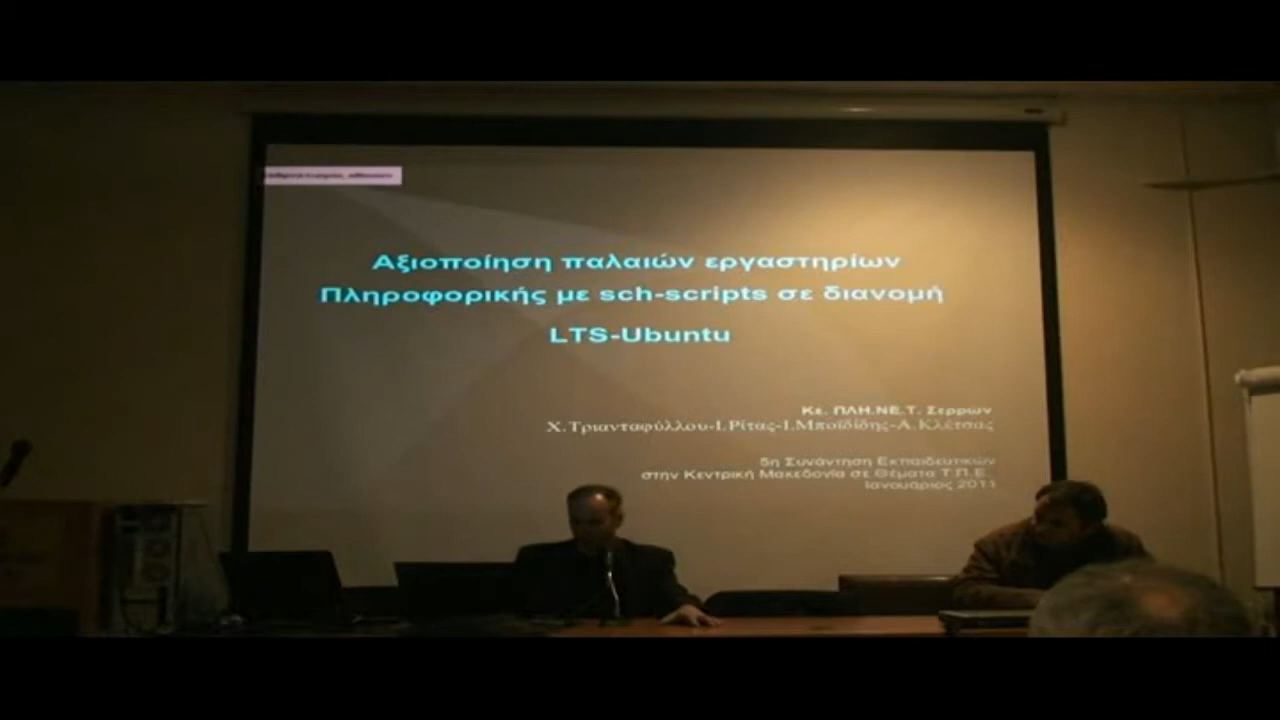 Αξιοποίηση παλαιών εργαστηρίων
Πληροφορικής με sch-scripts σε διανομή
LTS-Ubuntu
Κε. ΠΛΗ.ΝΕ.Τ. Σερρών
Χ.Τριανταφύλλου-Ι.Ρίτας-Ι.Μποϊδίδης-Α.Κλέτσας
5η Συνάντηση Εκπαιδευτικών
στην Κεντρική Μακεδονία σε Θέματα Τ.Π.Ε.
Ιανουάριος 2011